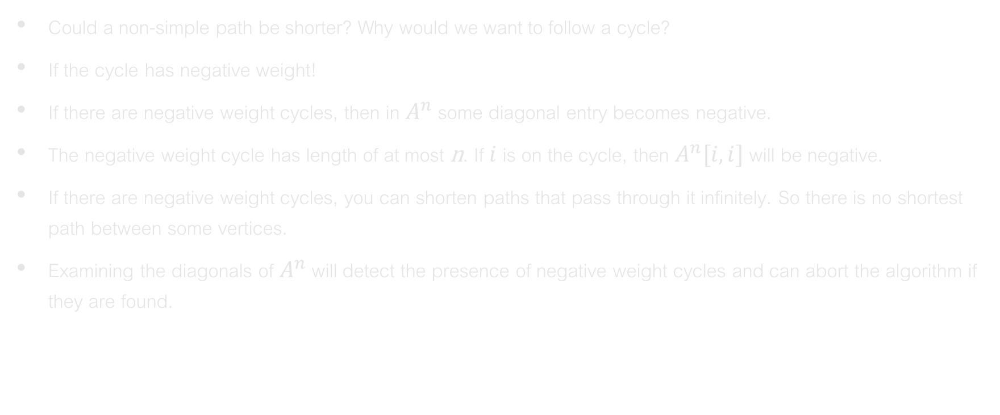 • Could a non-simple path be shorter? Why would we want to follow a cycle?
• If the cycle has negative weight!
• If there are negative weight cycles, then in Aⁿ some diagonal entry becomes negative.
• The negative weight cycle has length of at most n. If i is on the cycle, then Aⁿ[i, i] will be negative.
• If there are negative weight cycles, you can shorten paths that pass through it infinitely. So there is no shortest
path between some vertices.
• Examining the diagonals of Aⁿ will detect the presence of negative weight cycles and can abort the algorithm if
they are found.